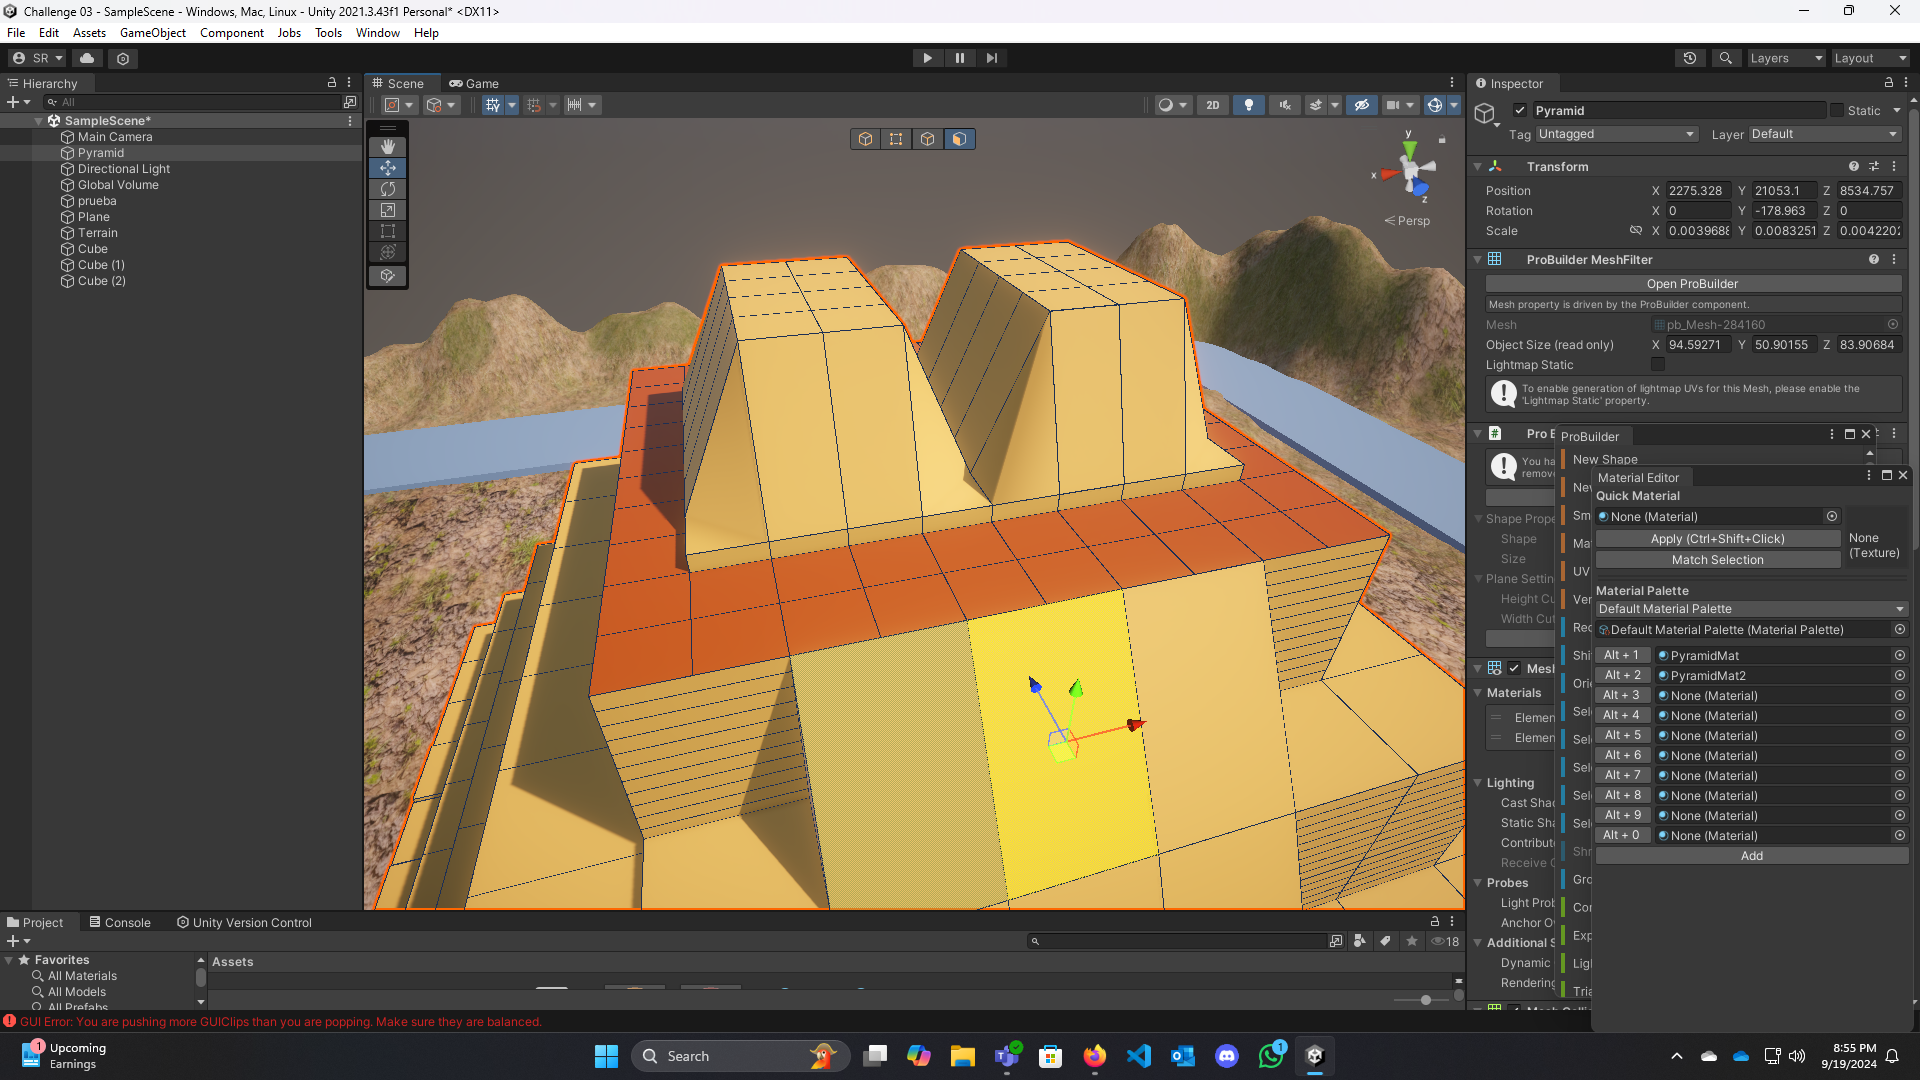 Challenge 03 - SampleScene - Windows, Mac, Linux - Unity 2021.3.43f1 Personal* <DX11>
File Edit Assets GameObject Component Jobs Tools Window Help
SR
Layers Layout
Hierarchy
All
SampleScene*
Main Camera
Pyramid
Directional Light
Global Volume
prueba
Plane
Terrain
Cube
Cube (1)
Cube (2)
Scene Game
2D
y
x
z
Persp
Inspector
Pyramid Static
Tag Untagged Layer Default
Transform
Position X 2275.328 Y 21053.1 Z 8534.757
Rotation X 0 Y -178.963 Z 0
Scale X 0.0039688 Y 0.0083251 Z 0.0042202
ProBuilder MeshFilter
Open ProBuilder
Mesh property is driven by the ProBuilder component.
Mesh pb_Mesh-284160
Object Size (read only) X 94.59271 Y 50.90155 Z 83.90684
Lightmap Static
To enable generation of lightmap UVs for this Mesh, please enable the
'Lightmap Static' property.
Pro B
You ha
remove
Shape Prope
Shape
Size
Plane Settin
Height Cu
Width Cut
Mesh
Materials
Elemen
Elemen
Lighting
Cast Shad
Static Sha
Contribute
Receive G
Probes
Light Prob
Anchor Ov
Additional S
Dynamic
Rendering
ProBuilder
New Shape
New
Sm
Mat
UV
Ver
Rec
Shi
Orie
Sel
Sel
Sel
Sel
Sel
Shr
Gro
Con
Exp
Lig
Tria
Material Editor
Quick Material
None (Material)
Apply (Ctrl+Shift+Click)
Match Selection
None
(Texture)
Material Palette
Default Material Palette
Default Material Palette (Material Palette)
Alt + 1 PyramidMat
Alt + 2 PyramidMat2
Alt + 3 None (Material)
Alt + 4 None (Material)
Alt + 5 None (Material)
Alt + 6 None (Material)
Alt + 7 None (Material)
Alt + 8 None (Material)
Alt + 9 None (Material)
Alt + 0 None (Material)
Add
Project Console Unity Version Control
18
Favorites
All Materials
All Models
All Prefabs
Assets
GUI Error: You are pushing more GUIClips than you are popping. Make sure they are balanced.
1
Upcoming
Earnings
Search
1
8:55 PM
9/19/2024